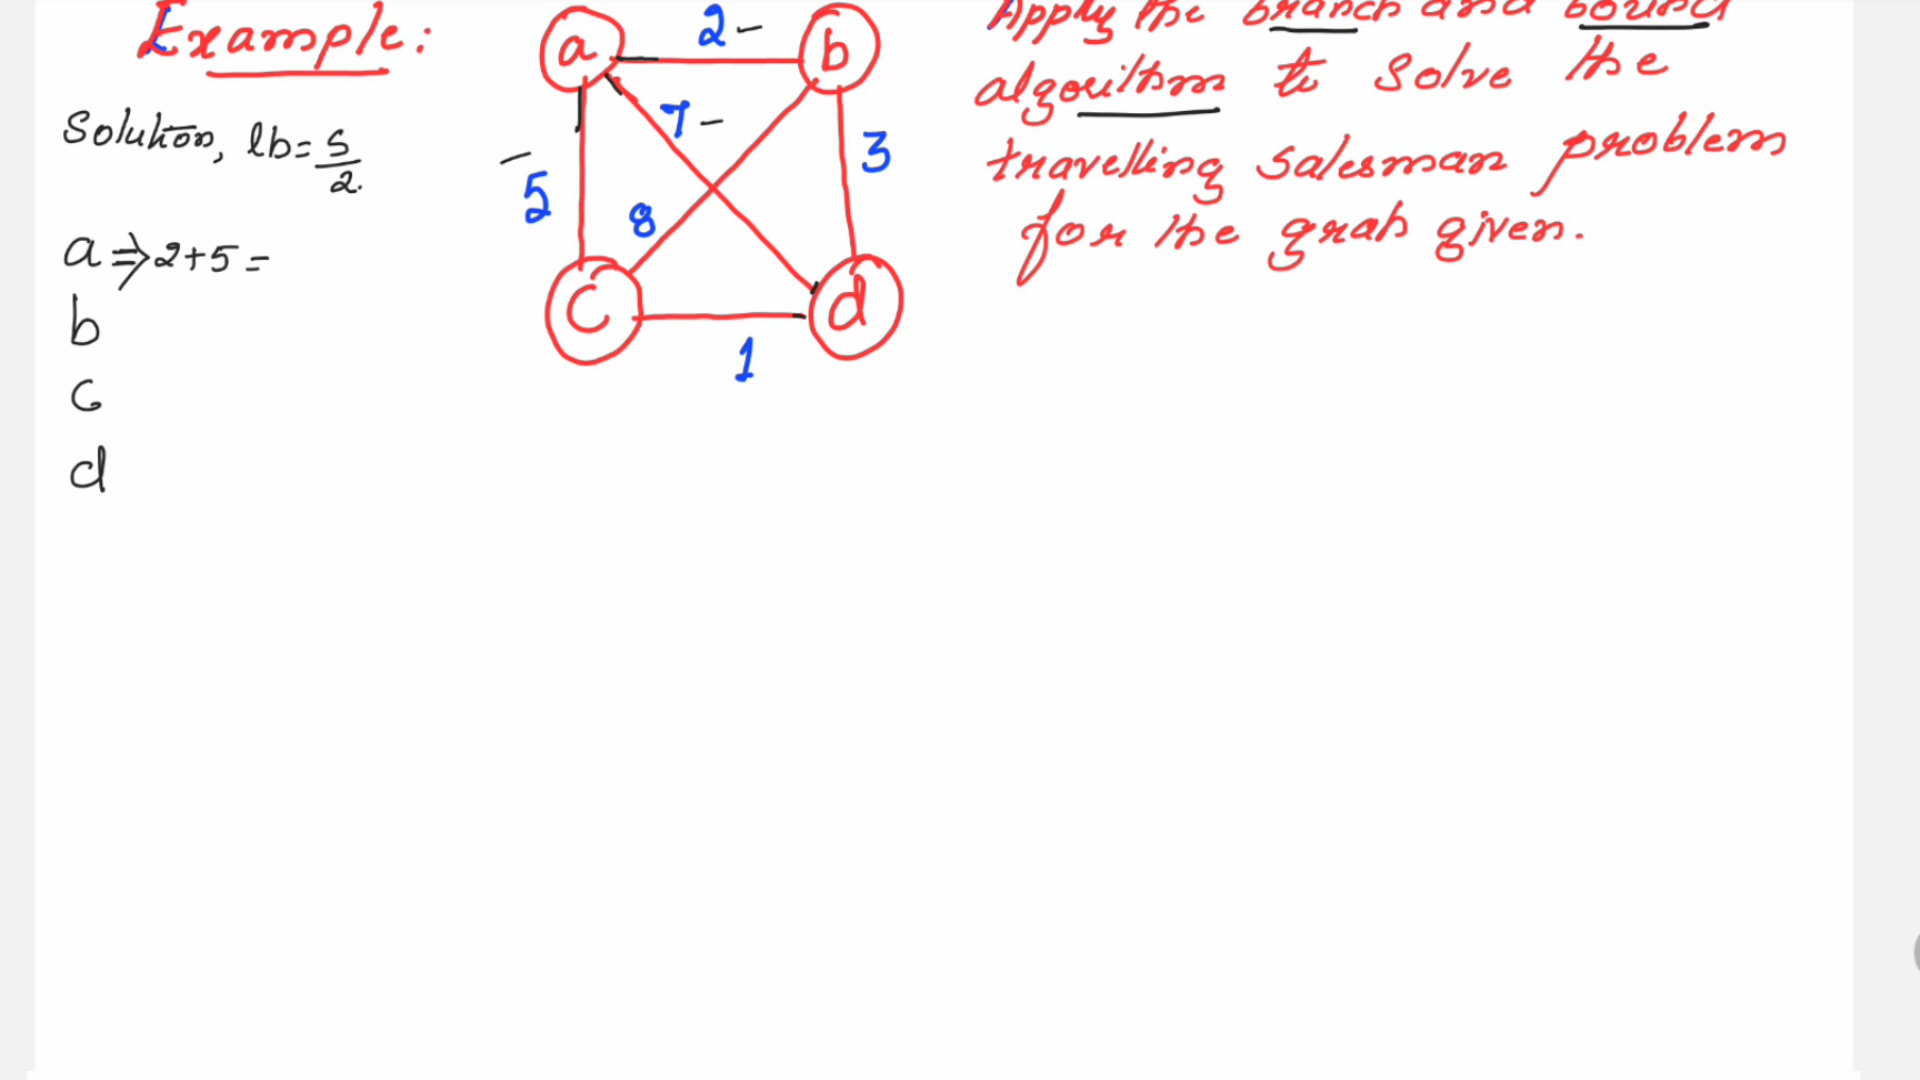 Example:
Apply the branch and bound
algorithm to solve the
travelling salesman problem
for the grah given.
Solution, lb= s/2.
a ⇒ 2+5 =
b
c
d
a 2 b
7
5 8 3
c d
1